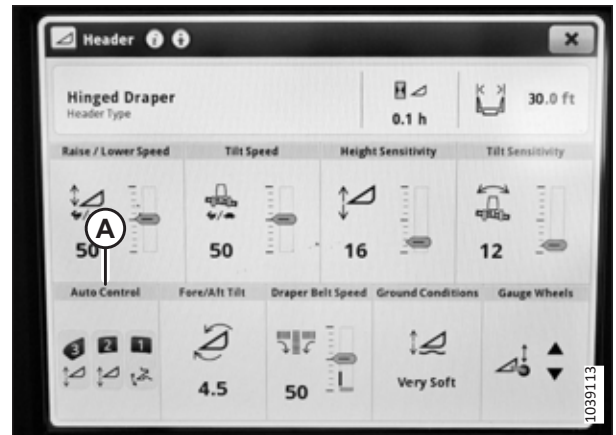 Header
Hinged Draper
Header Type
0.1 h
30.0 ft
Raise / Lower Speed
Tilt Speed
Height Sensitivity
Tilt Sensitivity
50
50
16
12
A
Auto Control
Fore/Aft Tilt
Draper Belt Speed
Ground Conditions
Gauge Wheels
3 2 1
4.5
50
Very Soft
1039113